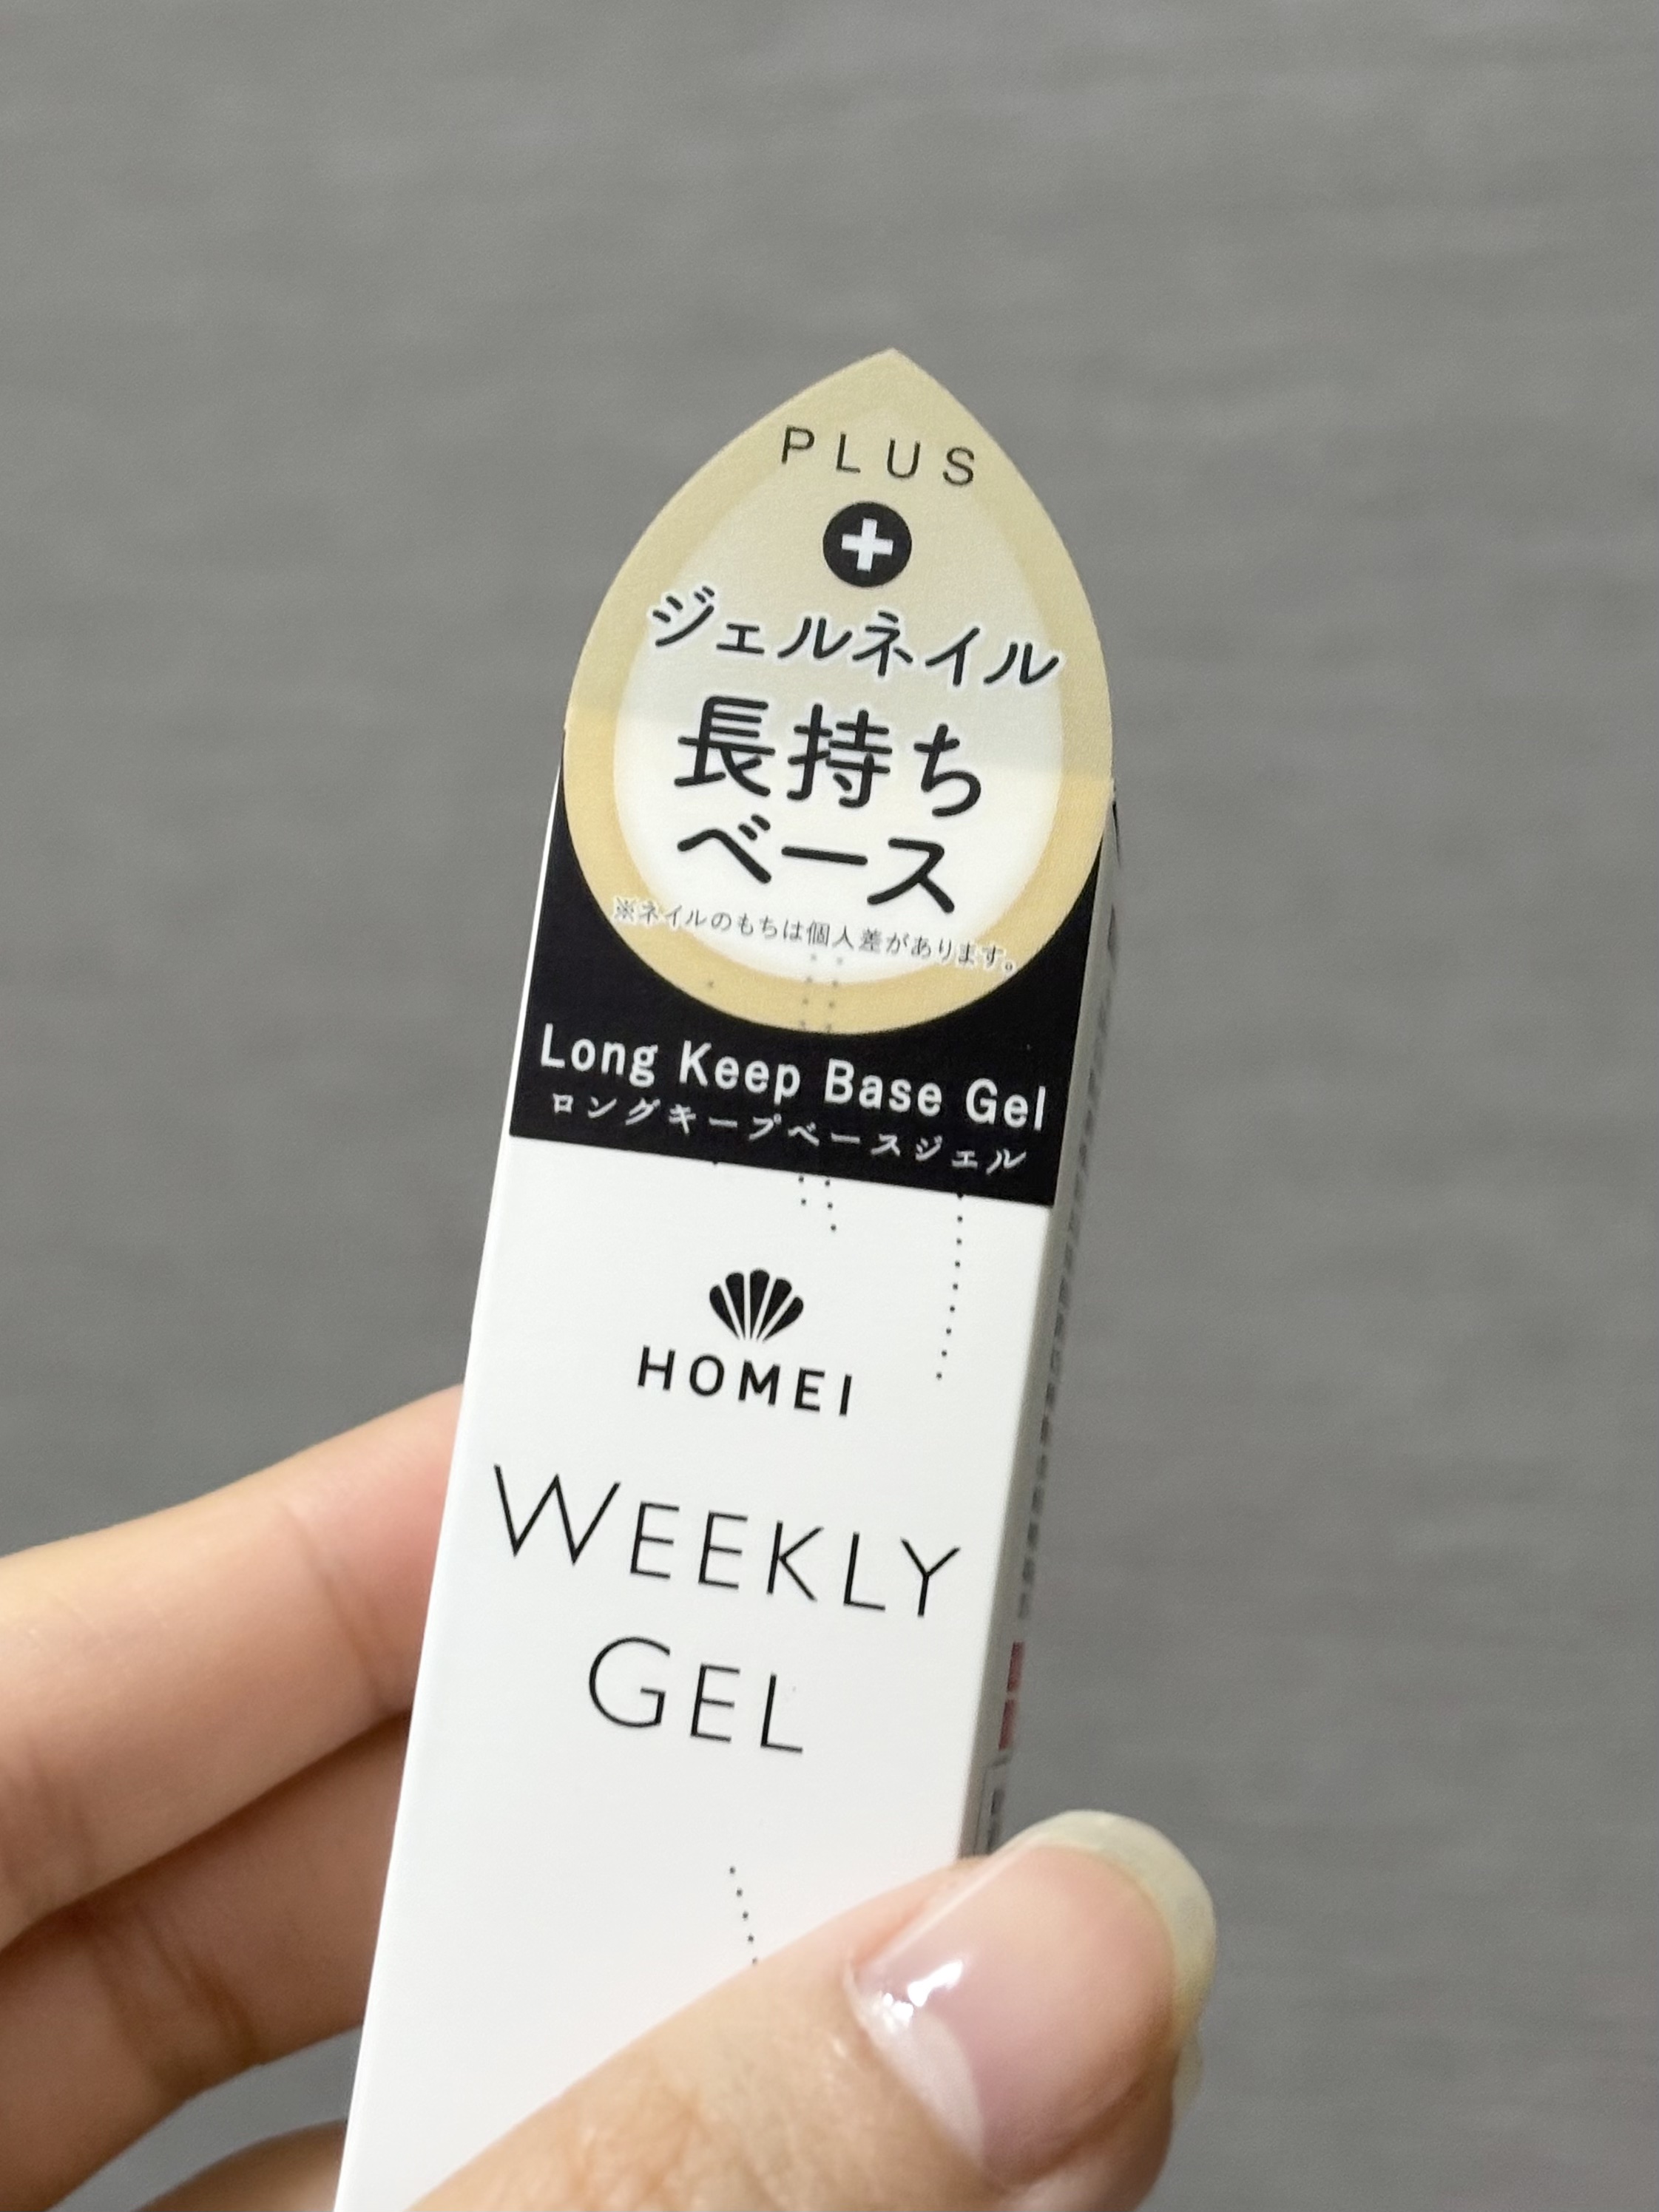 PLUS
ジェルネイル
長持ち
ベース
※ネイルのもちは個人差があります。
Long Keep Base Gel
ロングキープベースジェル
HOMEI
WEEKLY
GEL